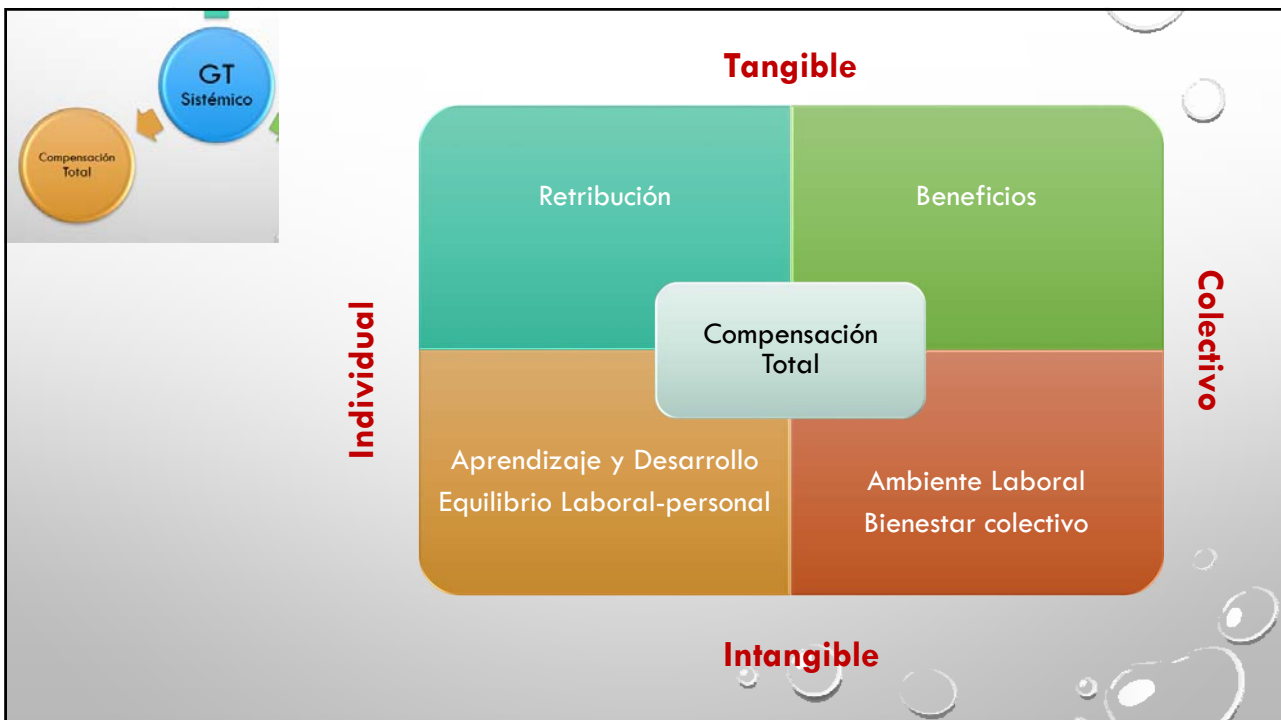 GT
Sistémico
Compensación
Total
Tangible
Retribución
Beneficios
Individual
Colectivo
Compensación
Total
Aprendizaje y Desarrollo
Equilibrio Laboral-personal
Ambiente Laboral
Bienestar colectivo
Intangible